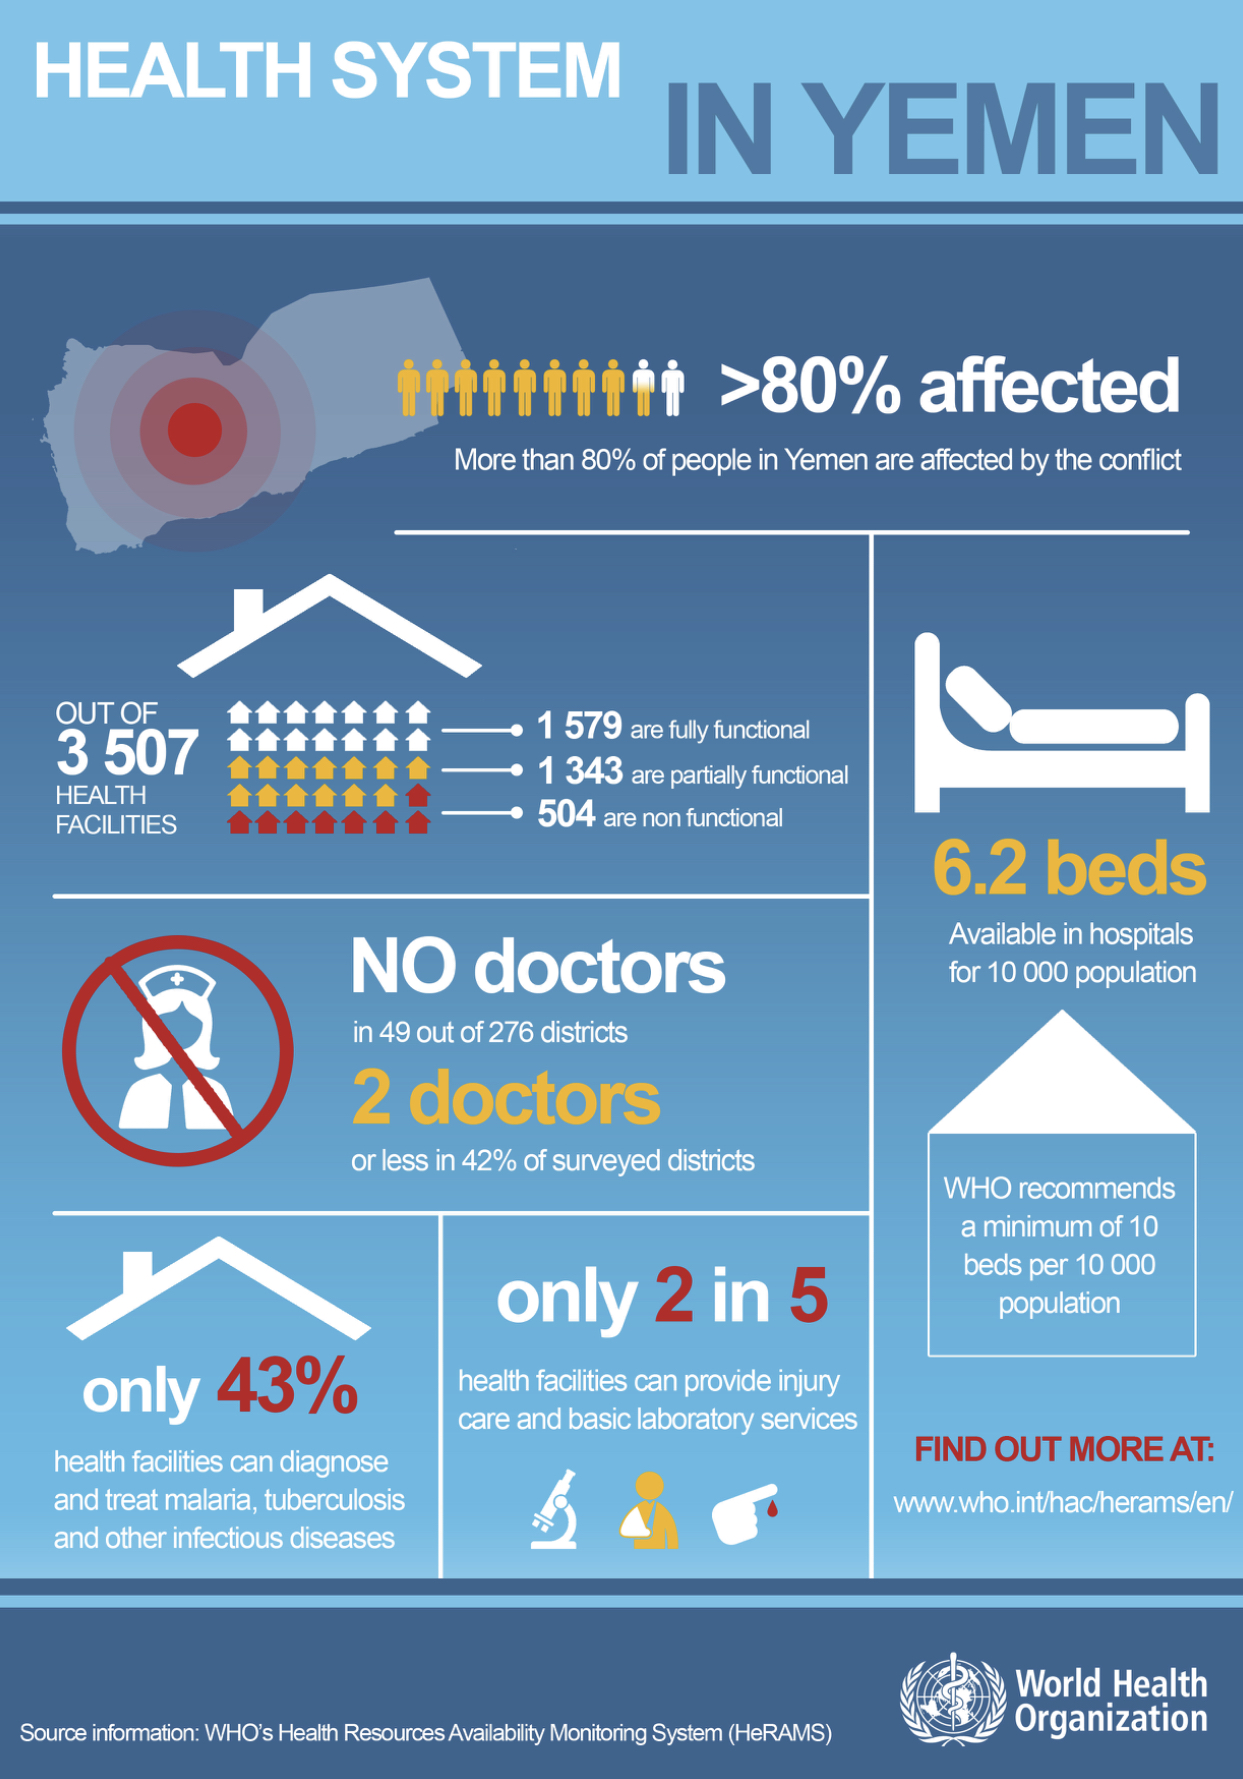 HEALTH SYSTEM
IN YEMEN
>80% affected
More than 80% of people in Yemen are affected by the conflict
OUT OF
3 507
HEALTH
FACILITIES
1 579 are fully functional
1 343 are partially functional
504 are non functional
6.2 beds
Available in hospitals
for 10 000 population
WHO recommends
a minimum of 10
beds per 10 000
population
NO doctors
in 49 out of 276 districts
2 doctors
or less in 42% of surveyed districts
only 43%
health facilities can diagnose
and treat malaria, tuberculosis
and other infectious diseases
only 2 in 5
health facilities can provide injury
care and basic laboratory services
FIND OUT MORE AT:
www.who.int/hac/herams/en/
Source information: WHO's Health Resources Availability Monitoring System (HeRAMS)
World Health
Organization